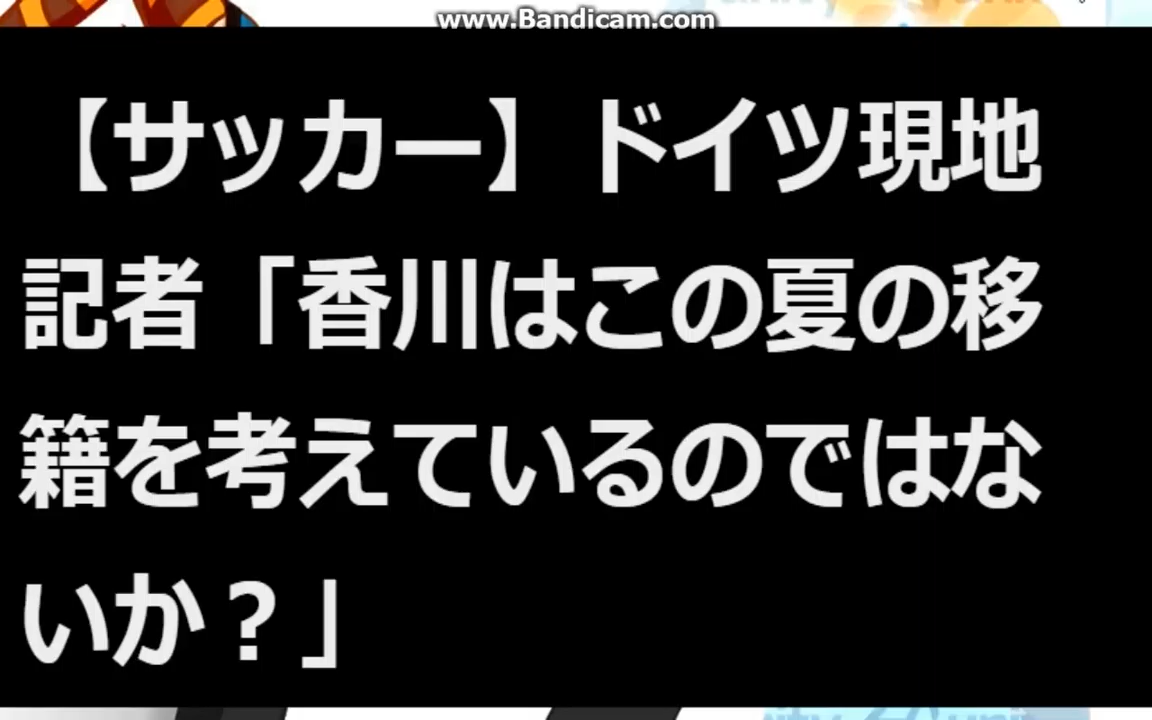 www.Bandicam.com
【サッカー】ドイツ現地
記者「香川はこの夏の移
籍を考えているのではな
いか？」